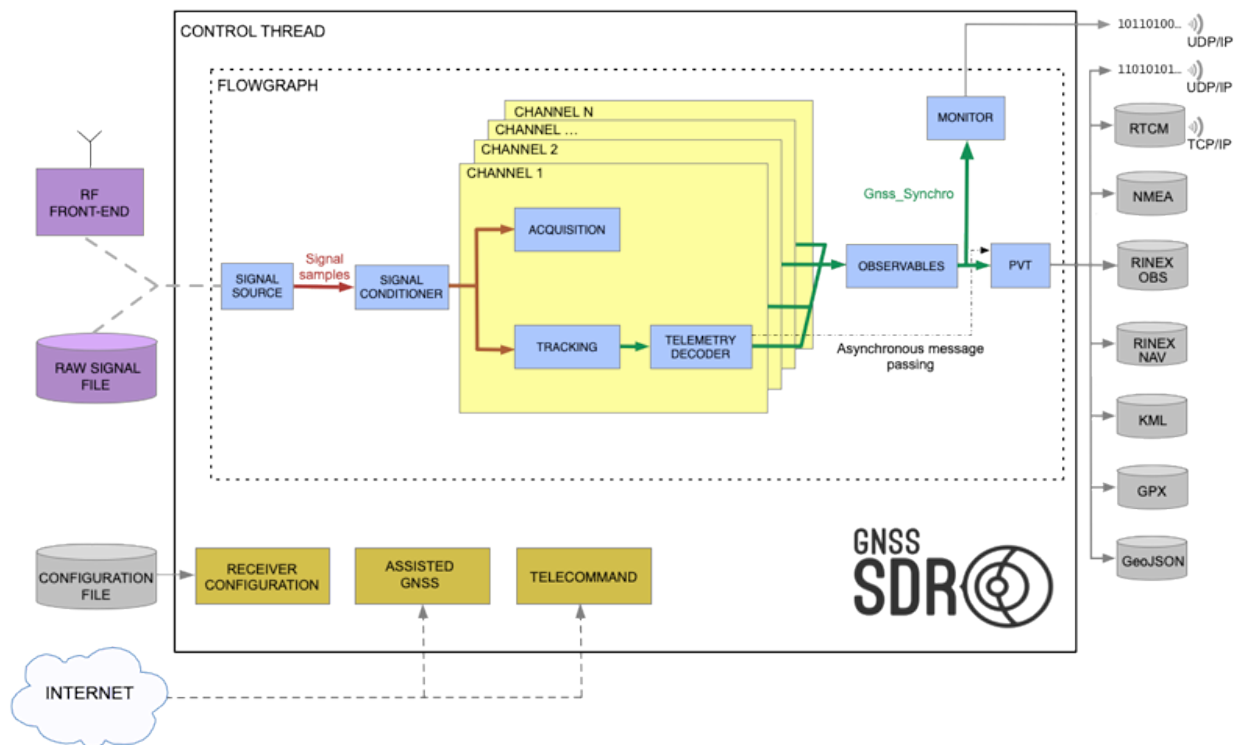 CONTROL THREAD
FLOWGRAPH
10110100...
UDP/IP
11010101...
UDP/IP
RTCM
TCP/IP
NMEA
RINEX
OBS
RINEX
NAV
KML
GPX
GeoJSON
MONITOR
CHANNEL N
CHANNEL ...
CHANNEL 2
CHANNEL 1
RF
FRONT-END
RAW SIGNAL
FILE
SIGNAL
SOURCE
Signal
samples
SIGNAL
CONDITIONER
ACQUISITION
TRACKING
TELEMETRY
DECODER
Gnss_Synchro
OBSERVABLES
PVT
Asynchronous message
passing
CONFIGURATION
FILE
RECEIVER
CONFIGURATION
ASSISTED
GNSS
TELECOMMAND
GNSS
SDR
INTERNET